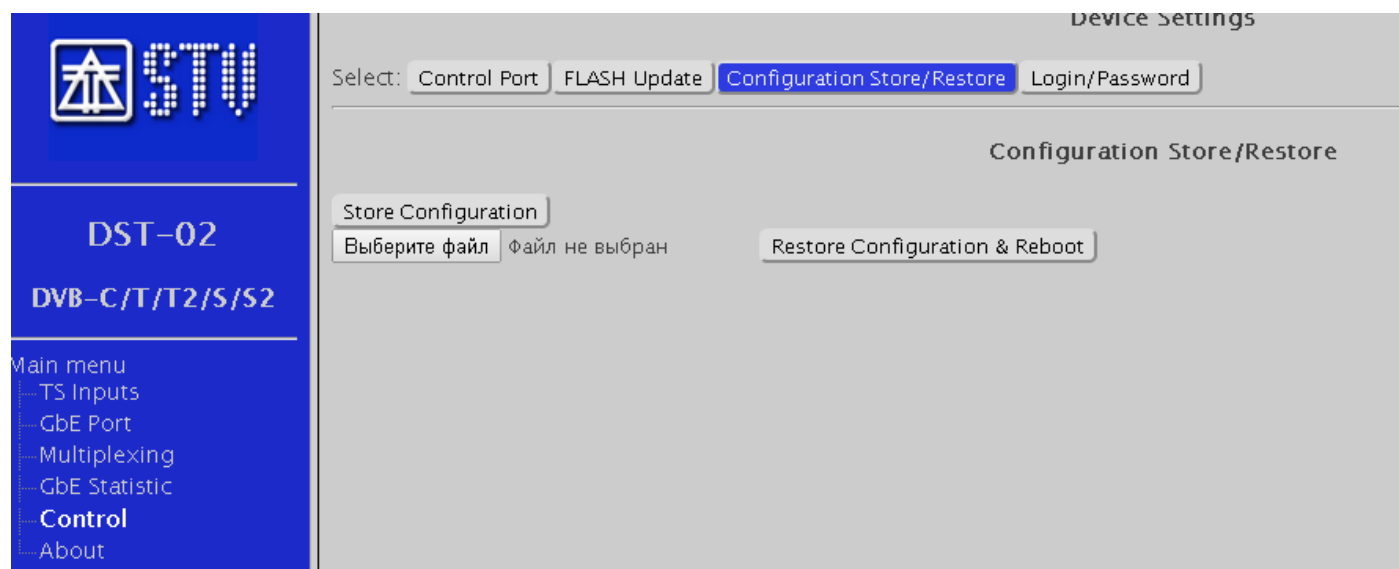 STV
DST-02
DVB-C/T/T2/S/S2
Main menu
TS Inputs
GbE Port
Multiplexing
GbE Statistic
Control
About
Device Settings
Select: Control Port FLASH Update Configuration Store/Restore Login/Password
Configuration Store/Restore
Store Configuration
Выберите файл Файл не выбран Restore Configuration & Reboot